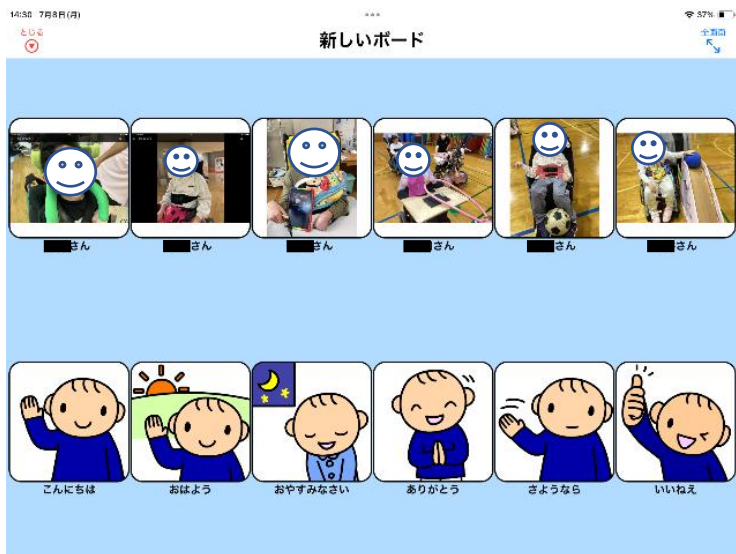 14:30 7月8日(月)
37%
とじる
新しいボード
全画面
さん
さん
さん
さん
さん
さん
こんにちは
おはよう
おやすみなさい
ありがとう
さようなら
いいねえ